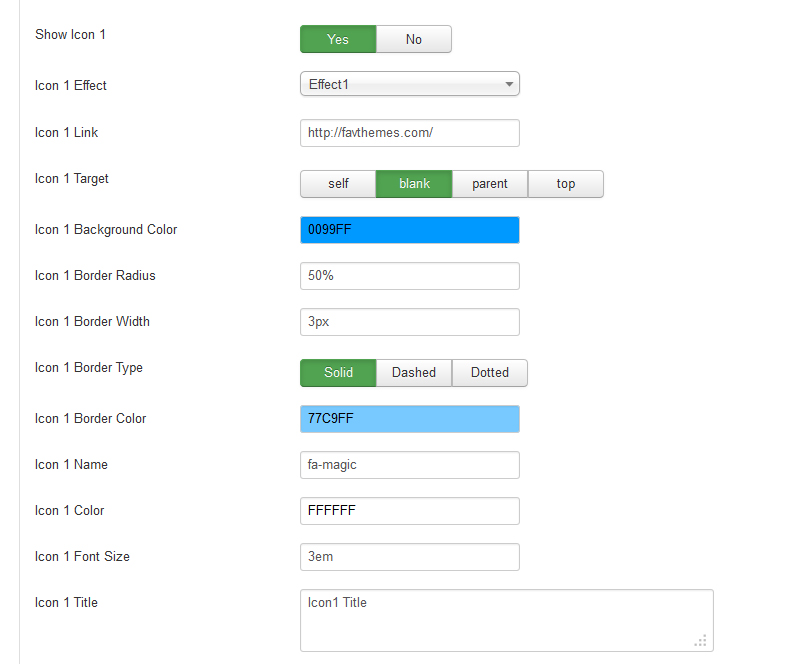 Show Icon 1 Yes No
Icon 1 Effect Effect1
Icon 1 Link http://favthemes.com/
Icon 1 Target self blank parent top
Icon 1 Background Color 0099FF
Icon 1 Border Radius 50%
Icon 1 Border Width 3px
Icon 1 Border Type Solid Dashed Dotted
Icon 1 Border Color 77C9FF
Icon 1 Name fa-magic
Icon 1 Color FFFFFF
Icon 1 Font Size 3em
Icon 1 Title Icon1 Title